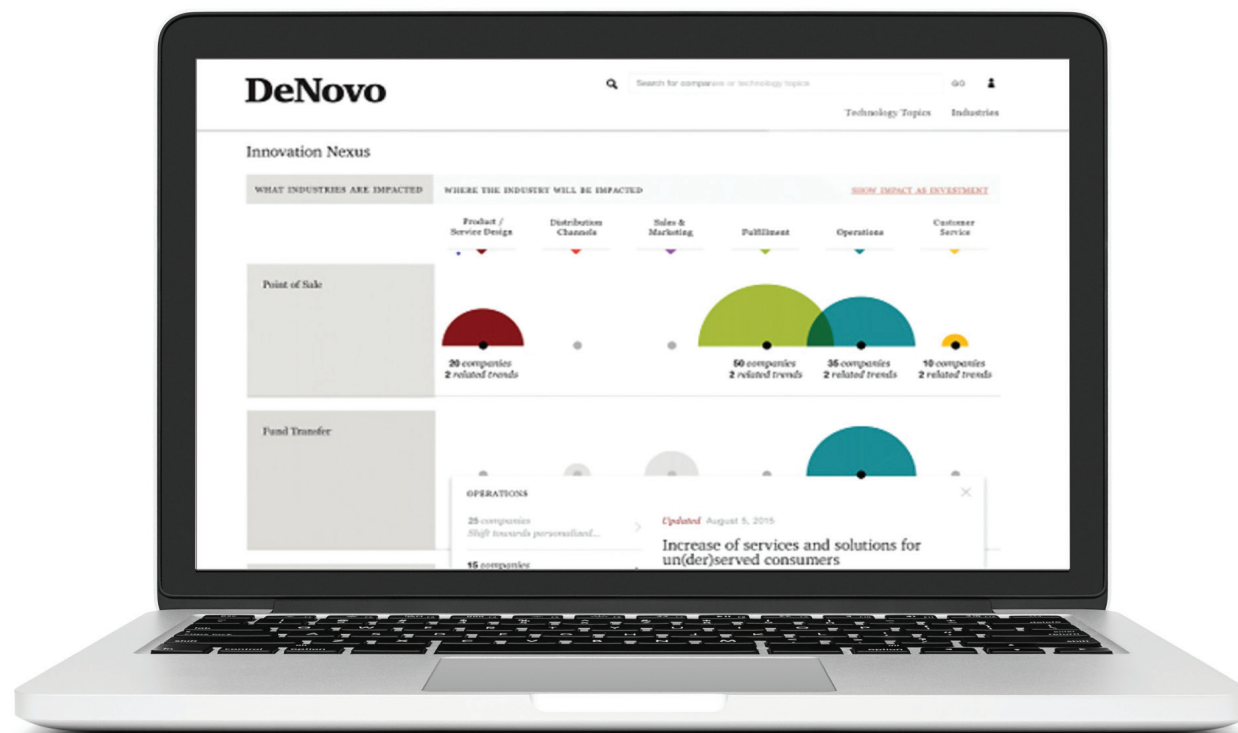 DeNovo
Search for companies or technology topics
GO
Technology Topics Industries
Innovation Nexus
WHAT INDUSTRIES ARE IMPACTED
WHERE THE INDUSTRY WILL BE IMPACTED
SHOW IMPACT AS INVESTMENT
Product /
Service Design
Distribution
Channels
Sales &
Marketing
Fulfillment
Operations
Customer
Service
Point of Sale
20 companies
2 related trends
50 companies
2 related trends
35 companies
2 related trends
10 companies
2 related trends
Fund Transfer
OPERATIONS
25 companies
Shift towards personalized...
15 companies
Updated August 5, 2015
Increase of services and solutions for
un(der)served consumers
control option
option